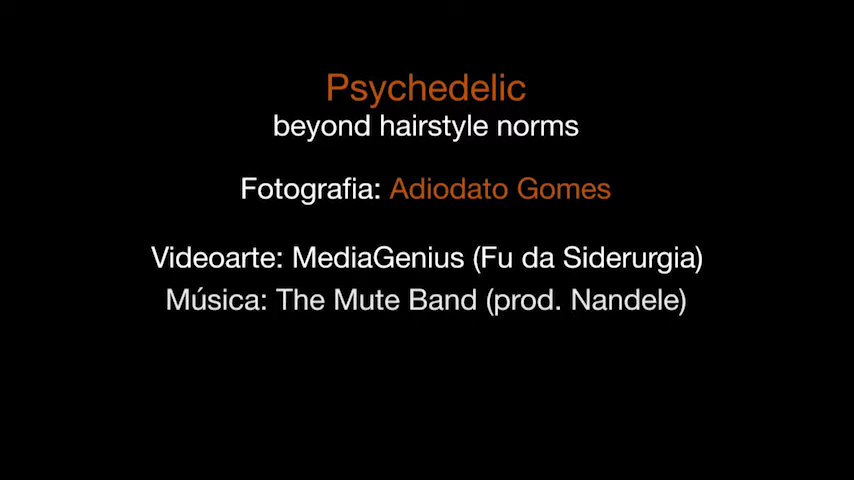 Psychedelic
beyond hairstyle norms
Fotografia: Adiodato Gomes
Videoarte: MediaGenius (Fu da Siderurgia)
Música: The Mute Band (prod. Nandele)